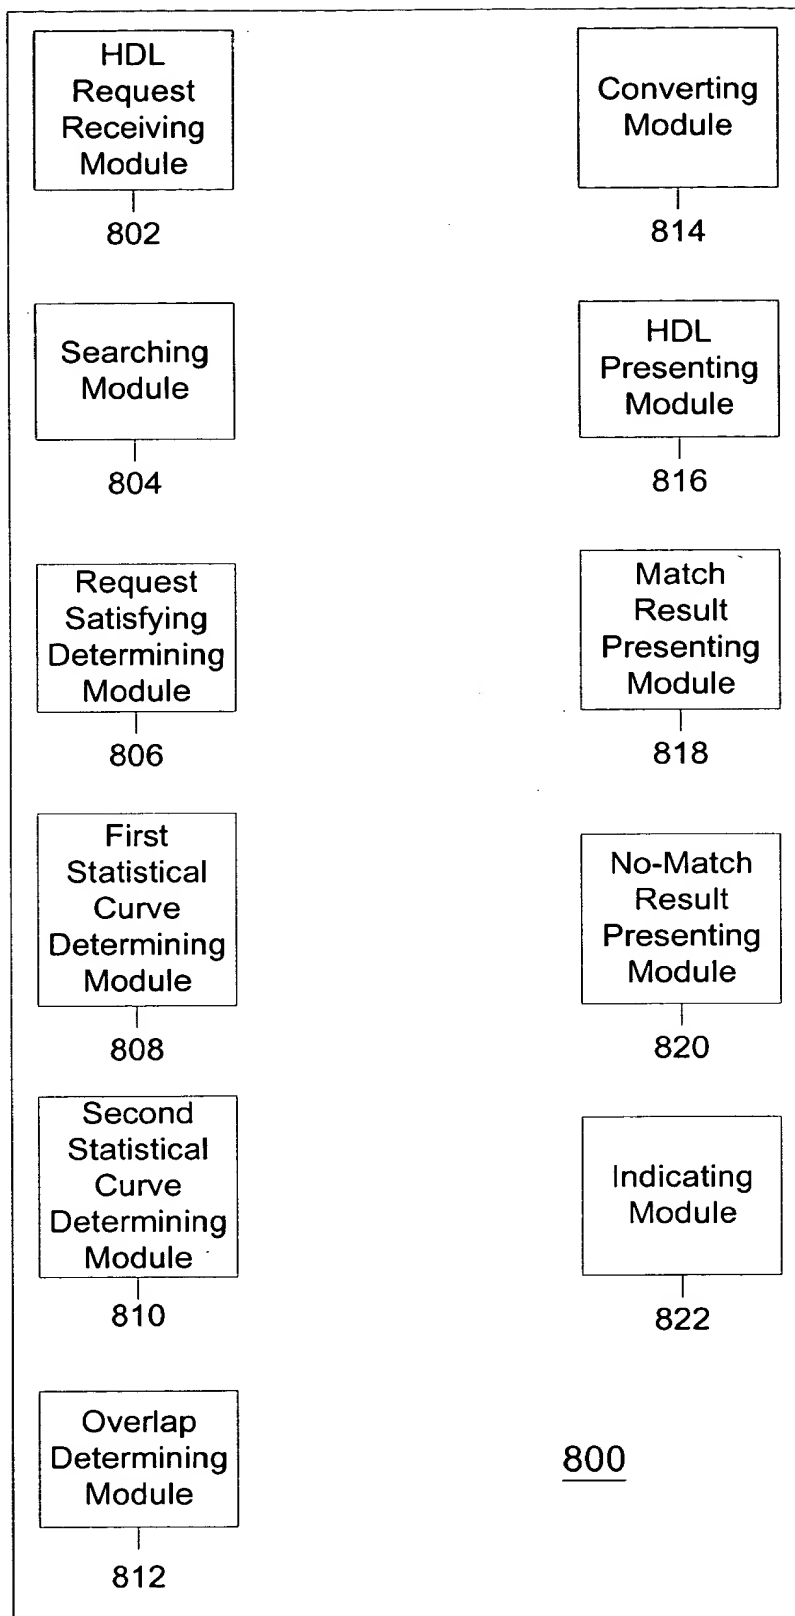 HDL
Request
Receiving
Module
802
Searching
Module
804
Request
Satisfying
Determining
Module
806
First
Statistical
Curve
Determining
Module
808
Second
Statistical
Curve
Determining
Module
810
Overlap
Determining
Module
812
Converting
Module
814
HDL
Presenting
Module
816
Match
Result
Presenting
Module
818
No-Match
Result
Presenting
Module
820
Indicating
Module
822
800